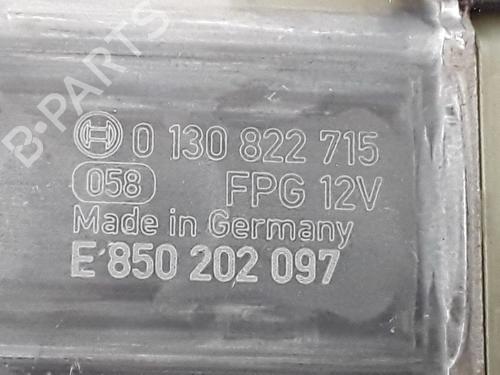 B-PARTS
0 130 822 715
058 FPG 12V
Made in Germany
E 850 202 097